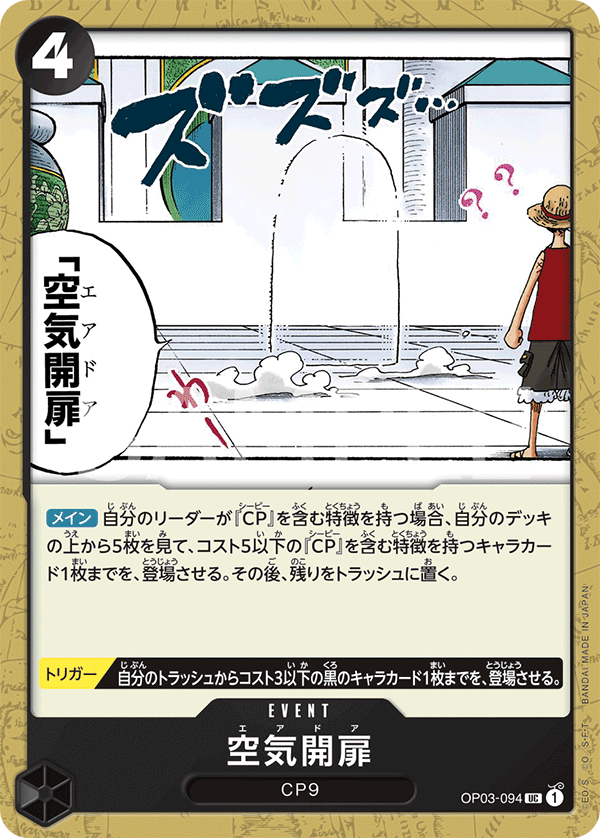 4
ズズズ…
??
「空気開扉」
エアドア
メイン 自分のリーダーが『CP』を含む特徴を持つ場合、自分のデッキ
の上から5枚を見て、コスト5以下の『CP』を含む特徴を持つキャラカー
ド1枚までを、登場させる。その後、残りをトラッシュに置く。
トリガー 自分のトラッシュからコスト3以下の黒のキャラカード1枚までを、登場させる。
EVENT
エアドア
空気開扉
CP9
OP03-094 UC 1
BANDAI MADE IN JAPAN